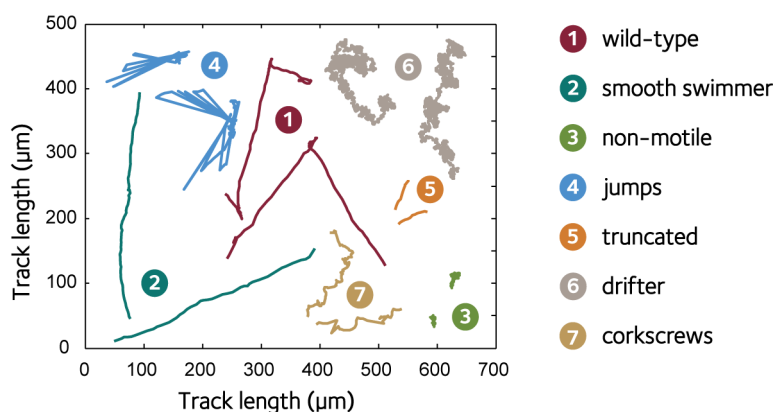 500
400
300
200
100
0
0 100 200 300 400 500 600 700
Track length (µm)
Track length (µm)
4
6
1
5
2
7
3
1 wild-type
2 smooth swimmer
3 non-motile
4 jumps
5 truncated
6 drifter
7 corkscrews